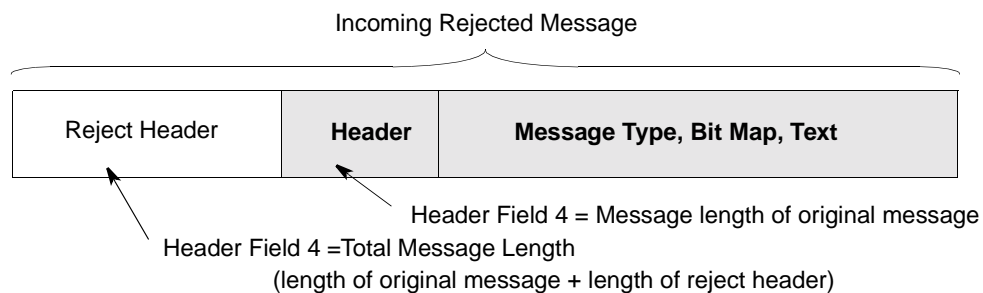 Incoming Rejected Message
Reject Header
Header
Message Type, Bit Map, Text
Header Field 4 = Message length of original message
Header Field 4 =Total Message Length
(length of original message + length of reject header)